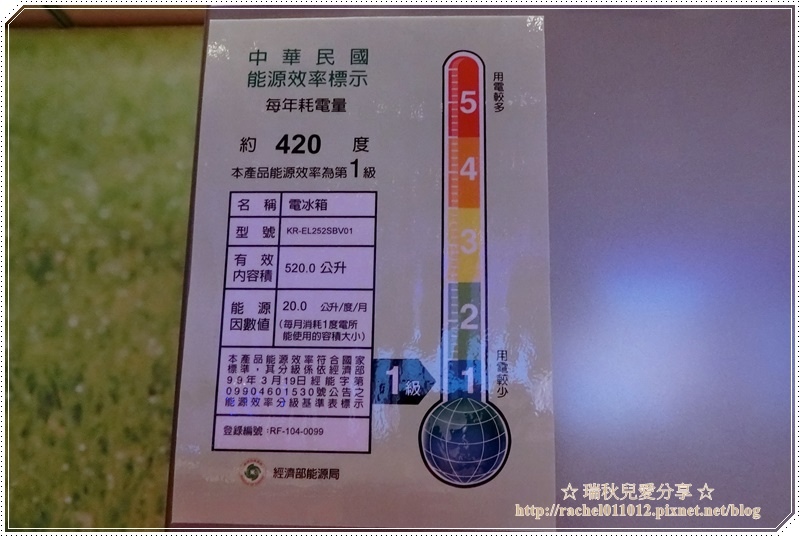 中華民國
能源效率標示
每年耗電量
約 420 度
本產品能源效率為第1級
名稱 電冰箱
型號 KR-EL252SBV01
有效內容積 520.0 公升
能源因數值 20.0 公升/度/月
(每月消耗1度電所
能使用的容積大小)
本產品能源效率符合國家
標準，其分級係依經濟部
99年3月19日經能字第
09904601530號公告之
能源效率分級基準表標示
登錄編號：RF-104-0099
經濟部能源局
用電較多
5
4
3
2
1
用電較少
1級
☆ 瑞秋兒愛分享 ☆
http://rachel011012.pixnet.net/blog